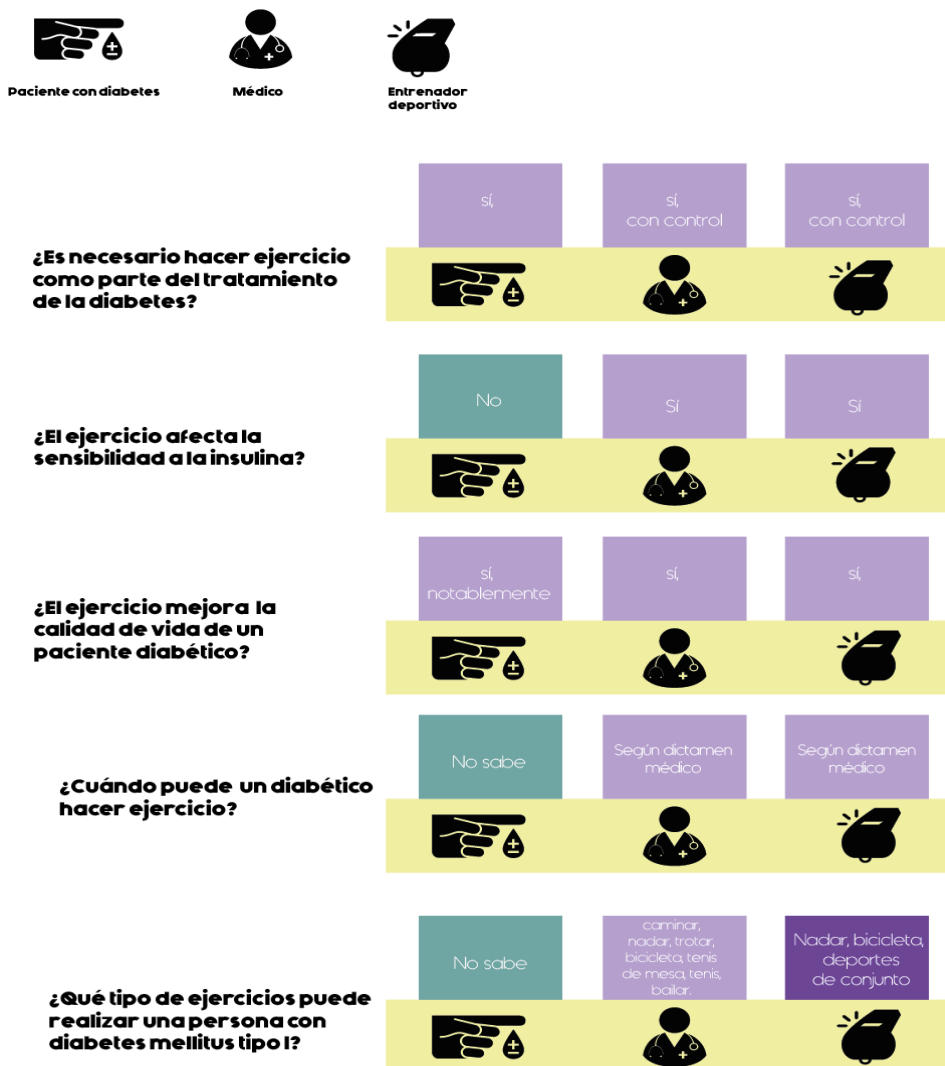 Paciente con diabetes
Médico
Entrenador
deportivo
¿Es necesario hacer ejercicio
como parte del tratamiento
de la diabetes?
sí,
sí,
con control
sí,
con control
¿El ejercicio afecta la
sensibilidad a la insulina?
No
Sí
Sí
¿El ejercicio mejora la
calidad de vida de un
paciente diabético?
sí,
notablemente
sí,
sí,
¿Cuándo puede un diabético
hacer ejercicio?
No sabe
Según dictamen
médico
Según dictamen
médico
¿Qué tipo de ejercicios puede
realizar una persona con
diabetes mellitus tipo I?
No sabe
caminar,
nadar, trotar,
bicicleta, tenis
de mesa, tenis,
bailar.
Nadar, bicicleta,
deportes
de conjunto